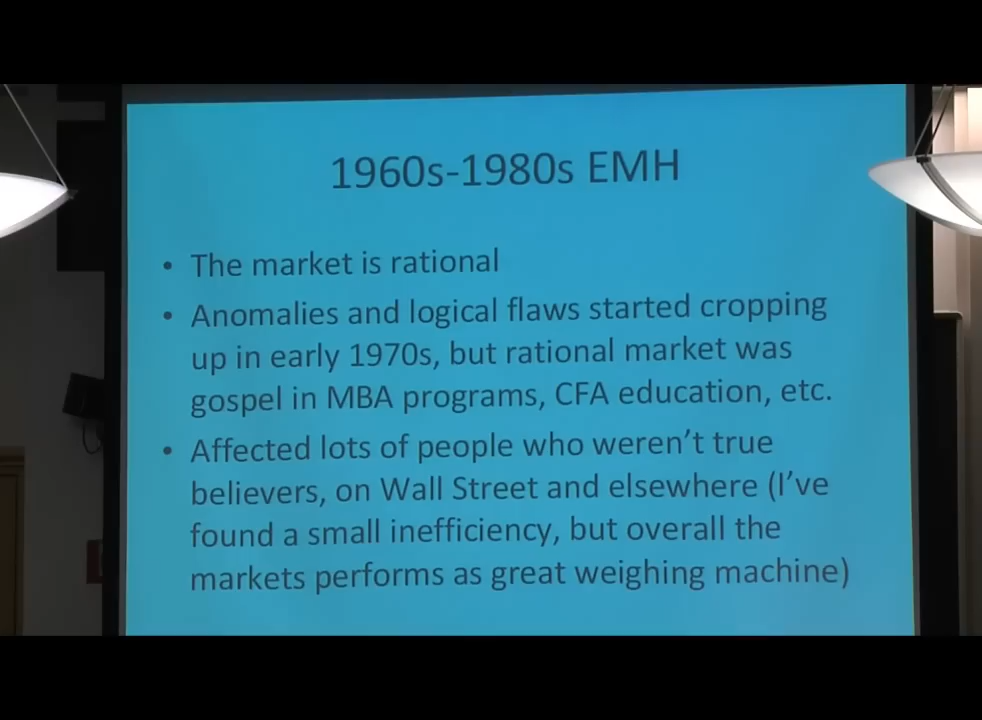 1960s-1980s EMH
• The market is rational
• Anomalies and logical flaws started cropping
up in early 1970s, but rational market was
gospel in MBA programs, CFA education, etc.
• Affected lots of people who weren't true
believers, on Wall Street and elsewhere (I've
found a small inefficiency, but overall the
markets performs as great weighing machine)